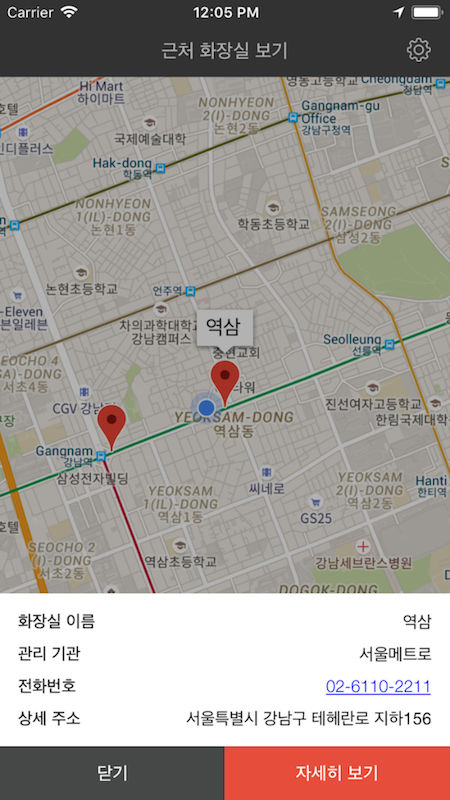 Carrier 12:05 PM
근처 화장실 보기
Hi Mart
하이마트
영동고등학교
Cheongdam
청담역
NONHYEON
2(I)-DONG
논현2동
Gangnam-gu
Office
강남구청역
국제예술대학
인디플러스
Hak-dong
학동역
NONHYEON
1(IL)-DONG
논현1동
학동초등학교
SAMSEONG
2(I)-DONG
삼성2동
논현초등학교
언주역
-Eleven
븐일레븐
차의과학대학교
강남캠퍼스
역삼
충현교회
Seolleung
선릉역
SEOCHO 4
(SA)-DONG
서초4동
타워
CGV 강남
YEOKSAM-DONG
역삼동
진선여자고등학교
한림국제대학
Gangnam
강남역
삼성전자빌딩
씨네로
YEOKSAM
1(IL)-DONG
역삼1동
YEOKSAM
2(I)-DONG
역삼2동
Hanti
한티역
GS25
SEOCHO 2
(I)-DONG
서초2동
역삼초등학교
강남세브란스병원
DOGOK-DONG
화장실 이름 역삼
관리 기관 서울메트로
전화번호 02-6110-2211
상세 주소 서울특별시 강남구 테헤란로 지하156
닫기 자세히 보기